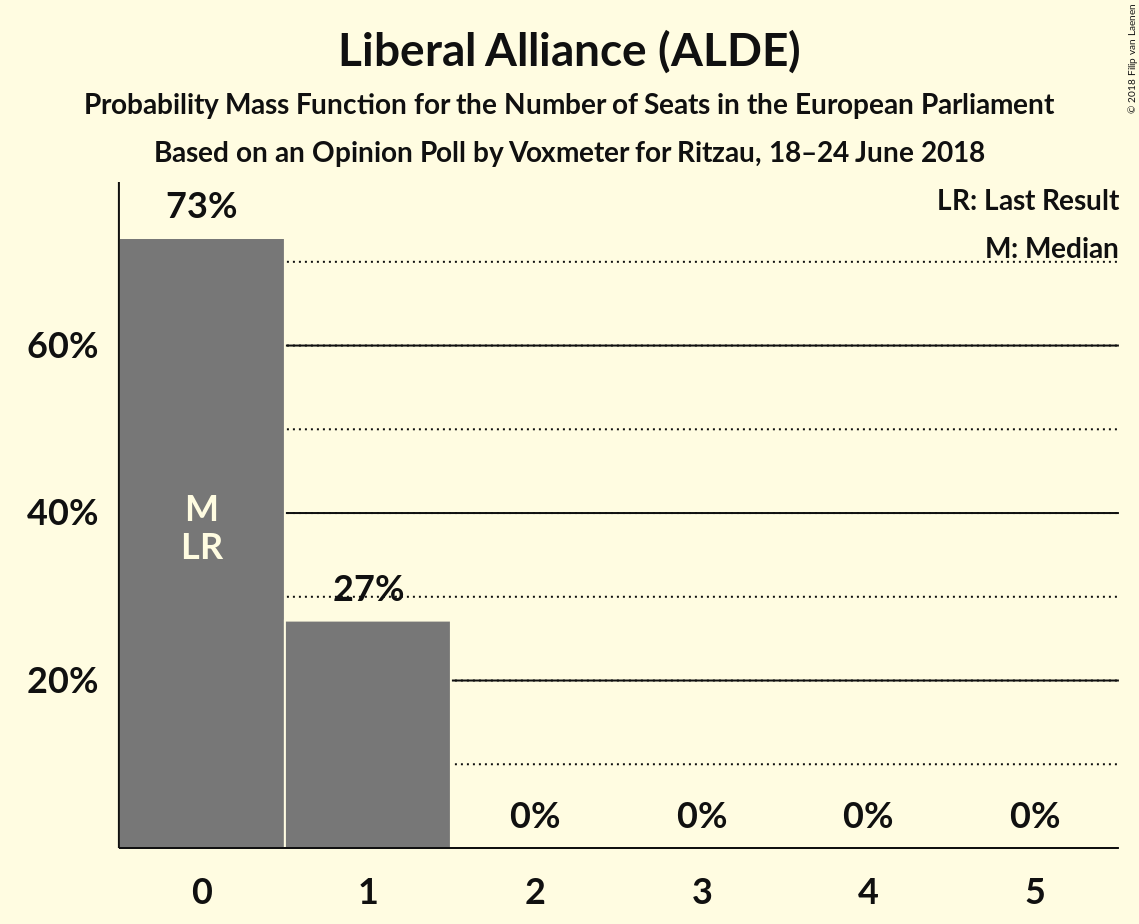 Liberal Alliance (ALDE)
Probability Mass Function for the Number of Seats in the European Parliament
Based on an Opinion Poll by Voxmeter for Ritzau, 18–24 June 2018
© 2018 Filip van Laenen
LR: Last Result
M: Median
73%
60%
40%
20%
M
LR
27%
0% 0% 0% 0%
0 1 2 3 4 5